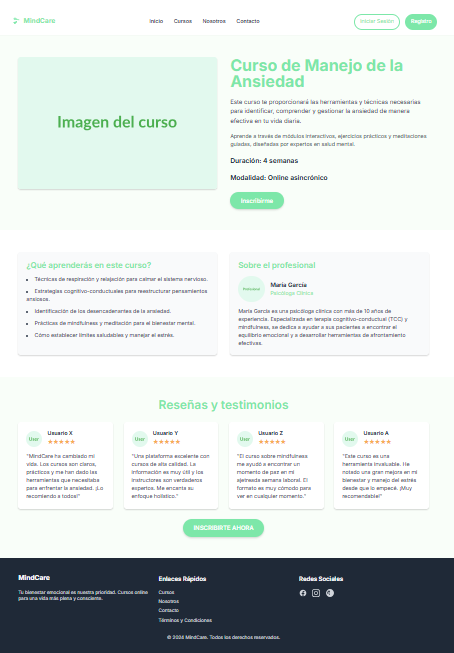 MindCare
Inicio Cursos Nosotros Contacto
Iniciar Sesión
Registro
Imagen del curso
Curso de Manejo de la
Ansiedad
Este curso te proporcionará las herramientas y técnicas necesarias
para identificar, comprender y gestionar la ansiedad de manera
efectiva en tu vida diaria.
Aprende a través de módulos interactivos, ejercicios prácticos y meditaciones
guiadas, diseñadas por expertos en salud mental.
Duración: 4 semanas
Modalidad: Online asincrónico
Inscribirme
¿Qué aprenderás en este curso?
Técnicas de respiración y relajación para calmar el sistema nervioso.
Estrategias cognitivo-conductuales para reestructurar pensamientos
ansiosos.
Identificación de los desencadenantes de la ansiedad.
Prácticas de mindfulness y meditación para el bienestar mental.
Cómo establecer límites saludables y manejar el estrés.
Sobre el profesional
Profesional
María García
Psicóloga Clínica
María García es una psicóloga clínica con más de 10 años de
experiencia. Especializada en terapia cognitivo-conductual (TCC) y
mindfulness, se dedica a ayudar a sus pacientes a encontrar el
equilibrio emocional y a desarrollar herramientas de afrontamiento
efectivas.
Reseñas y testimonios
User
Usuario X
★★★★★
"MindCare ha cambiado mi
vida. Los cursos son claros,
prácticos y me han dado las
herramientas que necesitaba
para enfrentar la ansiedad. ¡Lo
recomiendo a todos!"
User
Usuario Y
★★★★★
"Una plataforma excelente con
cursos de alta calidad. La
información es muy útil y los
instructores son verdaderos
expertos. Me encanta su
enfoque holístico."
User
Usuario Z
★★★★★
"El curso sobre mindfulness
me ayudó a encontrar un
momento de paz en mi
ajetreada semana laboral. El
formato es muy cómodo para
ver en cualquier momento."
User
Usuario A
★★★★★
"Este curso es una
herramienta invaluable. He
notado una gran mejora en mi
bienestar y manejo del estrés
desde que lo empecé. ¡Muy
recomendable!"
INSCRIBIRTE AHORA
MindCare
Tu bienestar emocional es nuestra prioridad. Cursos online
para una vida más plena y consciente.
Enlaces Rápidos
Cursos
Nosotros
Contacto
Términos y Condiciones
Redes Sociales
© 2024 MindCare. Todos los derechos reservados.